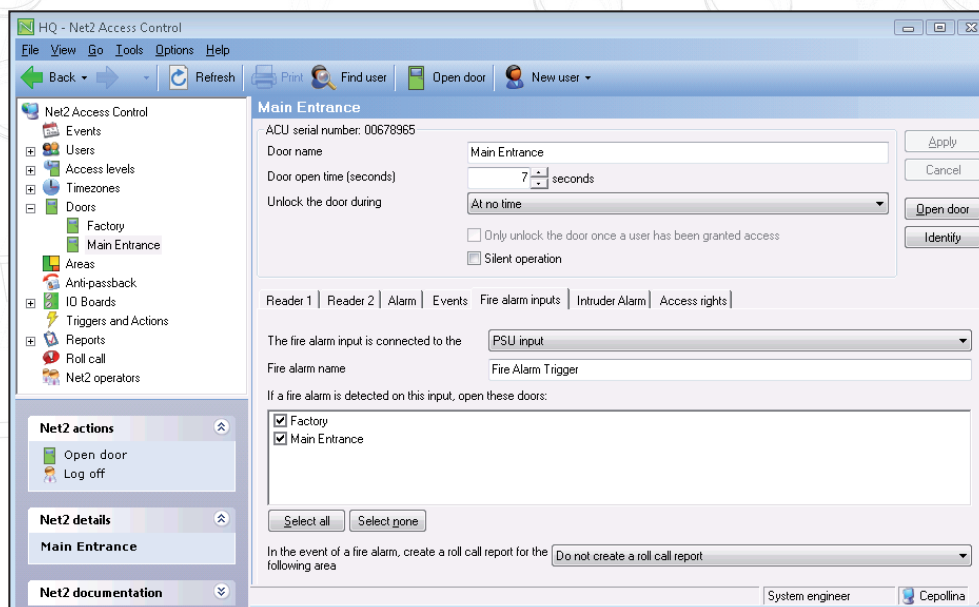 HQ - Net2 Access Control
File View Go Tools Options Help
Back Refresh Print Find user Open door New user
Net2 Access Control
Events
Users
Access levels
Timezones
Doors
Factory
Main Entrance
Areas
Anti-passback
IO Boards
Triggers and Actions
Reports
Roll call
Net2 operators
Net2 actions
Open door
Log off
Net2 details
Main Entrance
Net2 documentation
Main Entrance
ACU serial number: 00678965
Door name Main Entrance
Door open time (seconds) 7 seconds
Unlock the door during At no time
Only unlock the door once a user has been granted access
Silent operation
Apply
Cancel
Open door
Identify
Reader 1 Reader 2 Alarm Events Fire alarm inputs Intruder Alarm Access rights
The fire alarm input is connected to the PSU input
Fire alarm name Fire Alarm Trigger
If a fire alarm is detected on this input, open these doors:
Factory
Main Entrance
Select all Select none
In the event of a fire alarm, create a roll call report for the Do not create a roll call report
following area
System engineer Cepollina